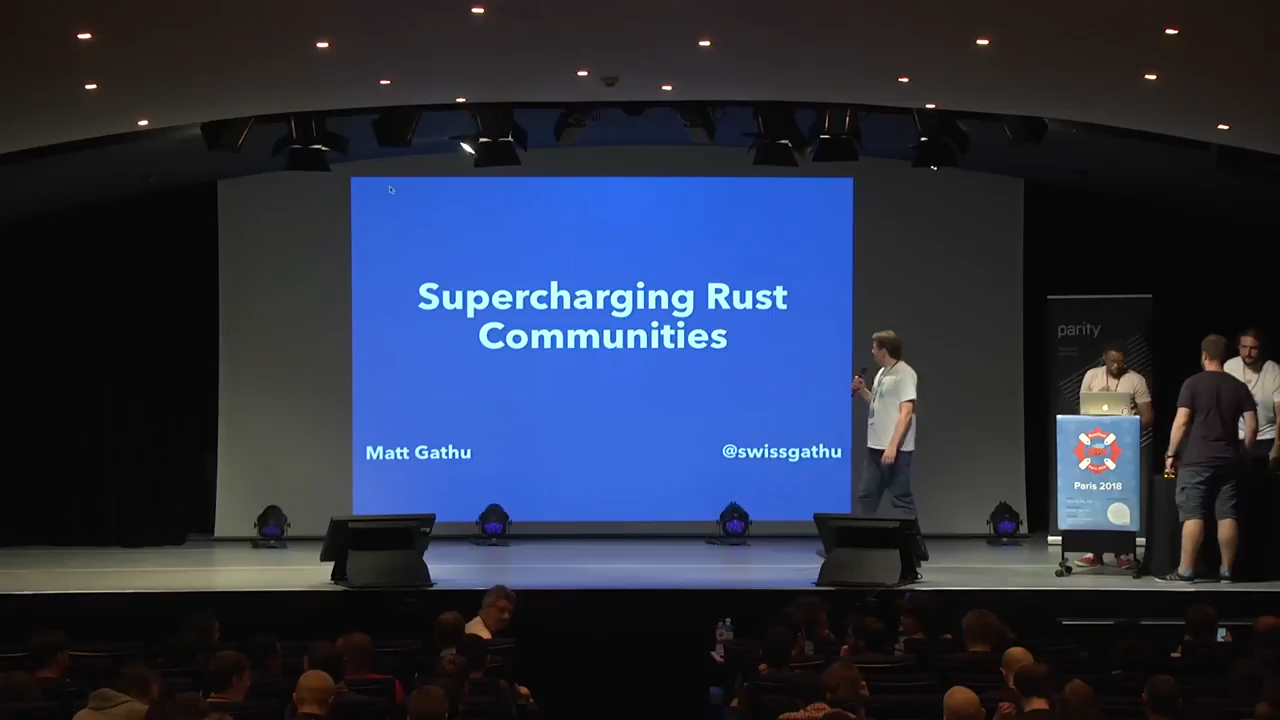 Supercharging Rust
Communities
Matt Gathu
@swissgathu
parity
Paris 2018